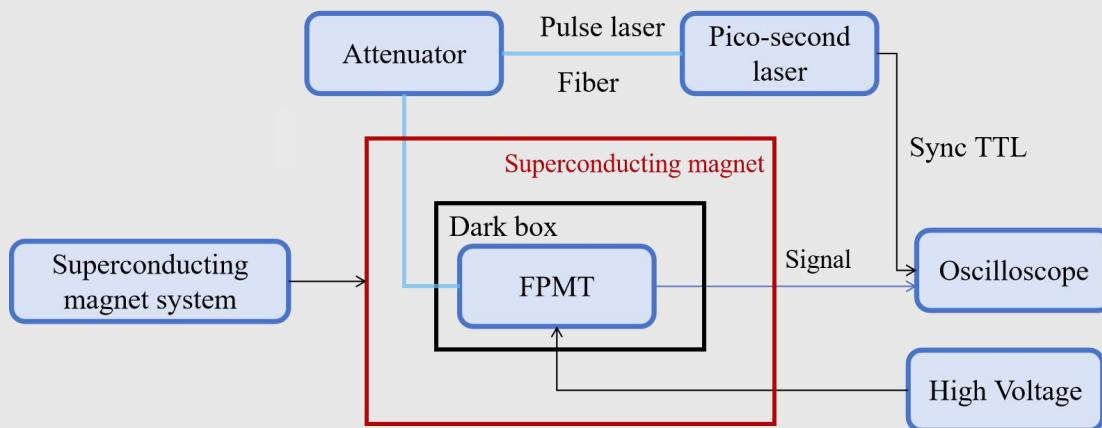 Pulse laser
Attenuator
Pico-second
laser
Fiber
Sync TTL
Superconducting magnet
Dark box
Superconducting
magnet system
FPMT
Signal
Oscilloscope
High Voltage